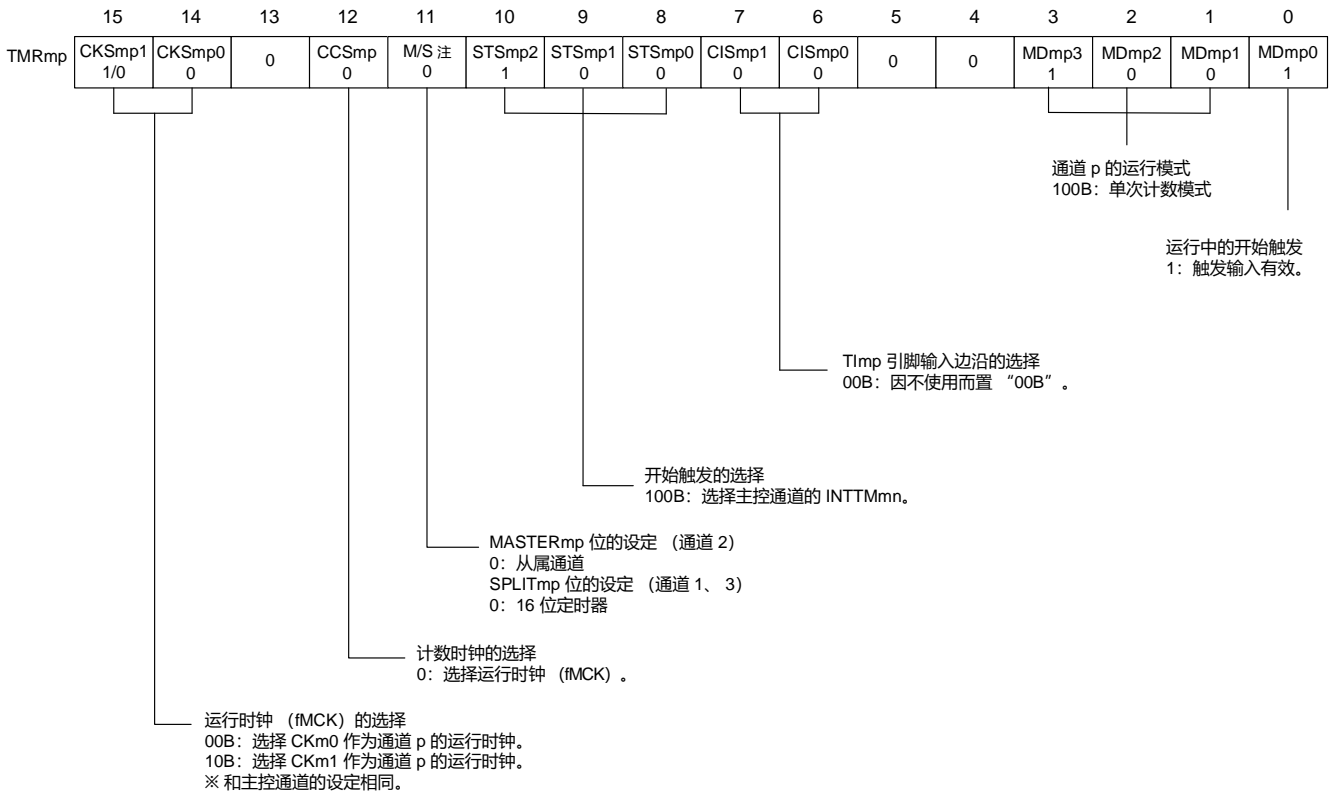 15 14 13 12 11 10 9 8 7 6 5 4 3 2 1 0
TMRmp CKSmp1 CKSmp0 0 CCSmp M/S 注 STSmp2 STSmp1 STSmp0 CISmp1 CISmp0 0 0 MDmp3 MDmp2 MDmp1 MDmp0
1/0 0 0 0 1 0 0 0 0 1 0 0 1
通道 p 的运行模式
100B：单次计数模式
运行中的开始触发
1：触发输入有效。
TImp 引脚输入边沿的选择
00B：因不使用而置 “00B”。
开始触发的选择
100B：选择主控通道的 INTTMmn。
MASTERmp 位的设定 （通道 2）
0：从属通道
SPLITmp 位的设定 （通道 1、 3）
0：16 位定时器
计数时钟的选择
0：选择运行时钟 （fMCK）。
运行时钟 （fMCK）的选择
00B：选择 CKm0 作为通道 p 的运行时钟。
10B：选择 CKm1 作为通道 p 的运行时钟。
※ 和主控通道的设定相同。